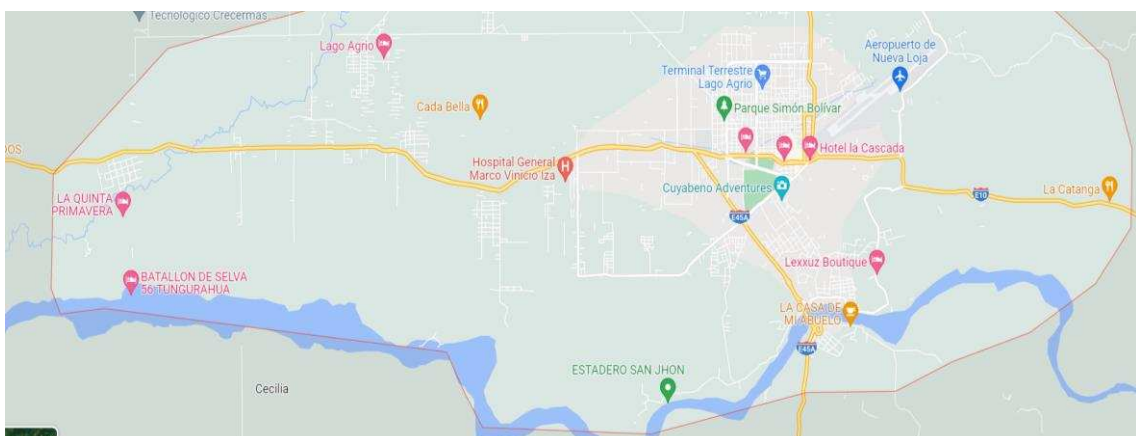 Tecnológico Crecermas
Lago Agrio
Aeropuerto de
Nueva Loja
Terminal Terrestre
Lago Agrio
Cada Bella
Parque Simón Bolívar
Hotel la Cascada
Hospital General
Marco Vinicio Iza
H
Cuyabeno Adventures
La Catanga
E10
LA QUINTA
PRIMAVERA
E45A
Lexxuz Boutique
BATALLON DE SELVA
56 TUNGURAHUA
LA CASA DE
MI ABUELO
E45A
ESTADERO SAN JHON
Cecilia